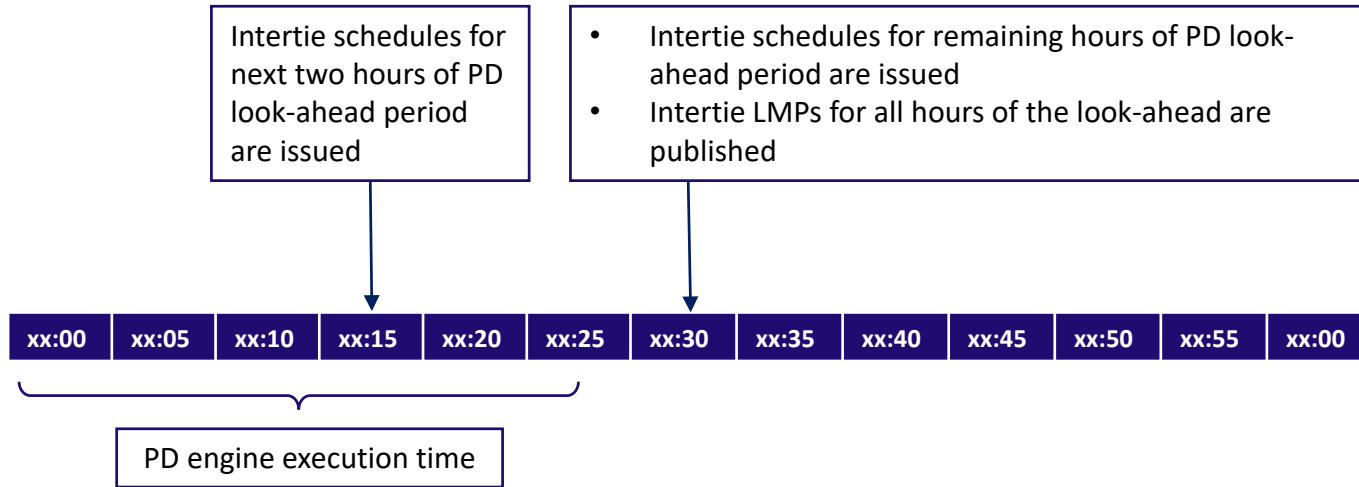 Intertie schedules for
next two hours of PD
look-ahead period
are issued
• Intertie schedules for remaining hours of PD look-
ahead period are issued
• Intertie LMPs for all hours of the look-ahead are
published
xx:00 xx:05 xx:10 xx:15 xx:20 xx:25 xx:30 xx:35 xx:40 xx:45 xx:50 xx:55 xx:00
PD engine execution time